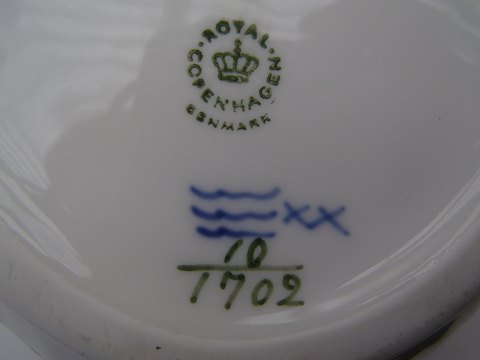 ROYAL
COPENHAGEN
DENMARK
XX
10
1702